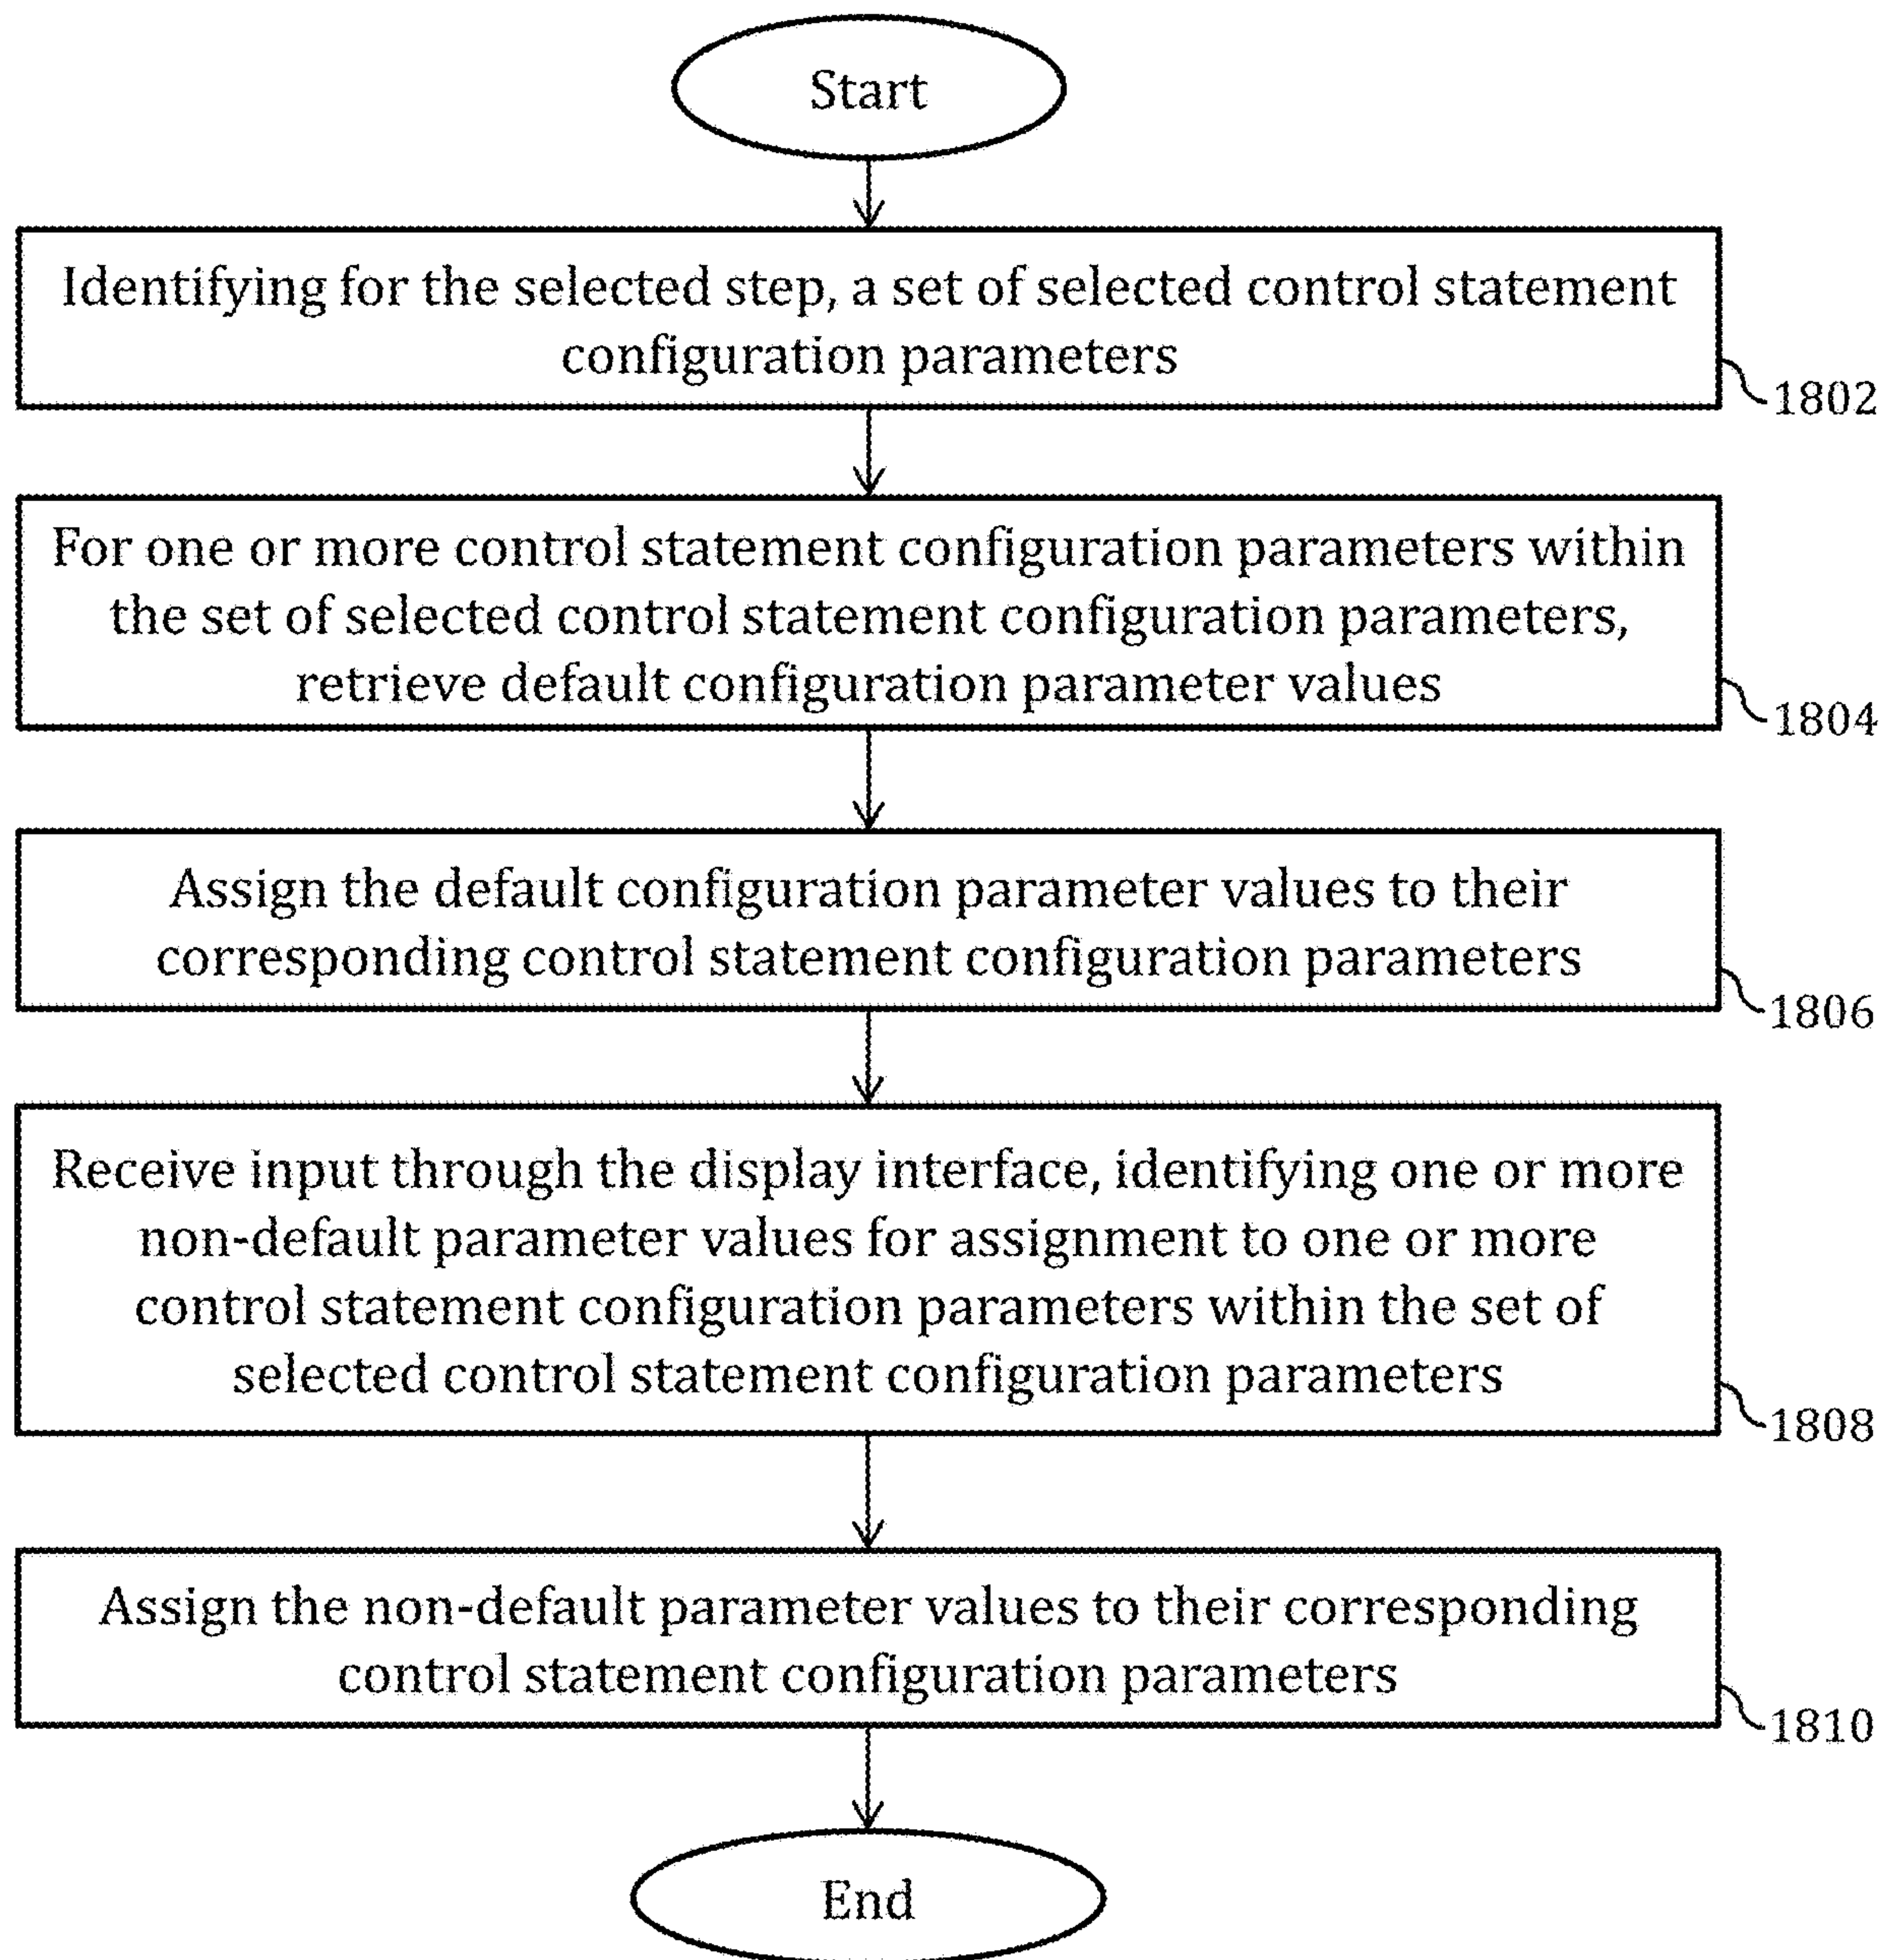 Start
Identifying for the selected step, a set of selected control statement
configuration parameters
1802
For one or more control statement configuration parameters within
the set of selected control statement configuration parameters,
retrieve default configuration parameter values
1804
Assign the default configuration parameter values to their
corresponding control statement configuration parameters
1806
Receive input through the display interface, identifying one or more
non-default parameter values for assignment to one or more
control statement configuration parameters within the set of
selected control statement configuration parameters
1808
Assign the non-default parameter values to their corresponding
control statement configuration parameters
1810
End